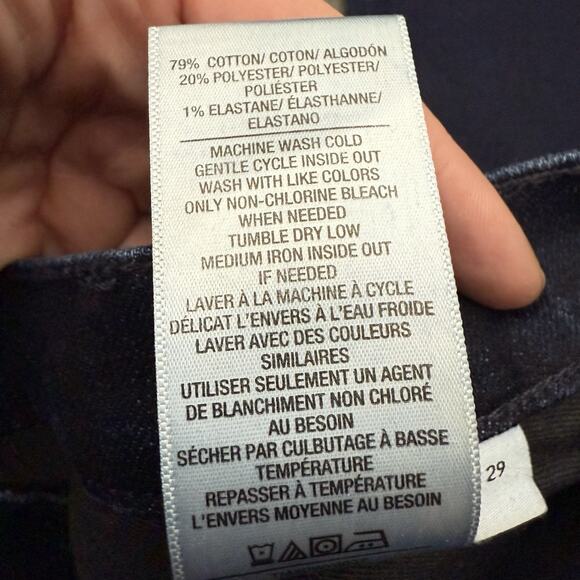 79% COTTON/ COTON/ ALGODÓN
20% POLYESTER/ POLYESTER/
POLIÉSTER
1% ELASTANE/ ÉLASTHANNE/
ELASTANO
MACHINE WASH COLD
GENTLE CYCLE INSIDE OUT
WASH WITH LIKE COLORS
ONLY NON-CHLORINE BLEACH
WHEN NEEDED
TUMBLE DRY LOW
MEDIUM IRON INSIDE OUT
IF NEEDED
LAVER À LA MACHINE À CYCLE
DÉLICAT L'ENVERS À L'EAU FROIDE
LAVER AVEC DES COULEURS
SIMILAIRES
UTILISER SEULEMENT UN AGENT
DE BLANCHIMENT NON CHLORÉ
AU BESOIN
SÉCHER PAR CULBUTAGE À BASSE
TEMPÉRATURE
REPASSER À TEMPÉRATURE
L'ENVERS MOYENNE AU BESOIN
29